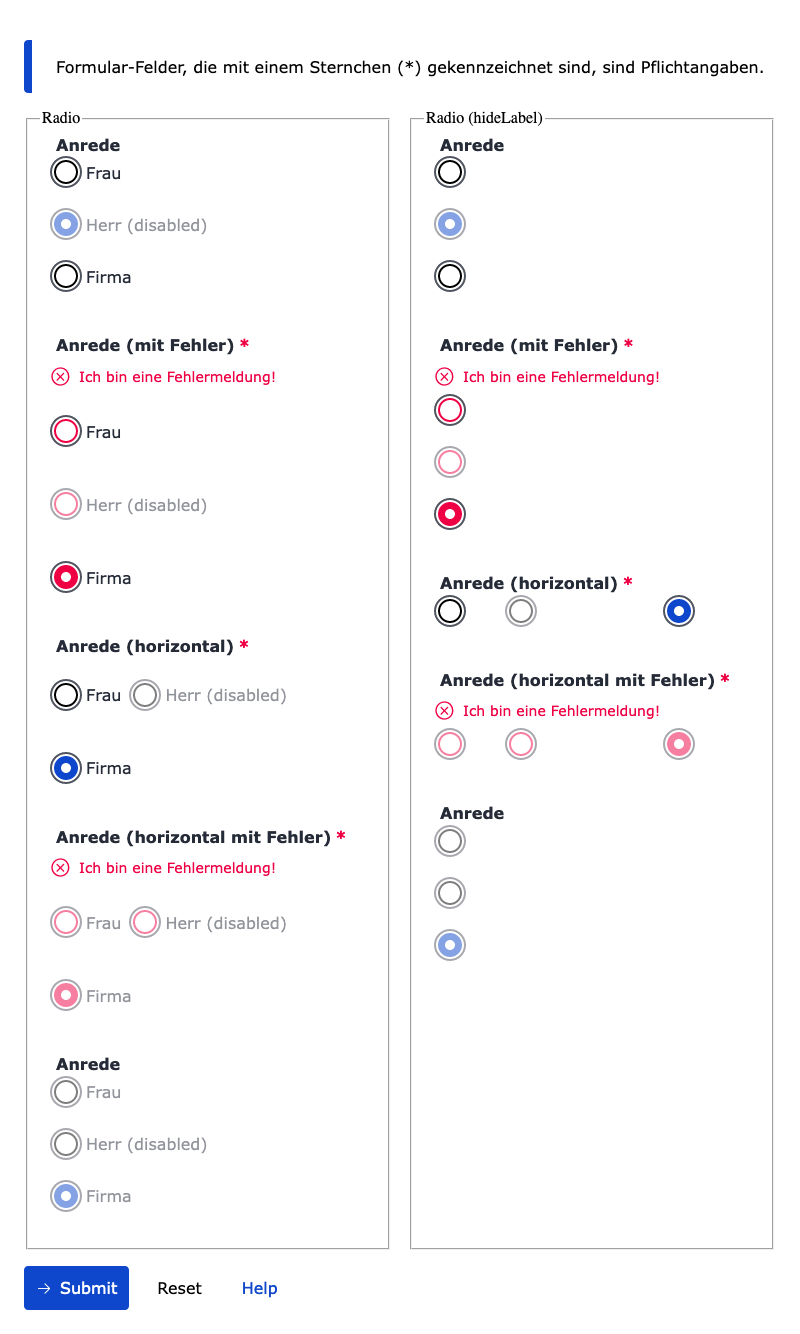 Formular-Felder, die mit einem Sternchen (*) gekennzeichnet sind, sind Pflichtangaben.
Radio
Anrede
Frau
Herr (disabled)
Firma
Anrede (mit Fehler) *
Ich bin eine Fehlermeldung!
Frau
Herr (disabled)
Firma
Anrede (horizontal) *
Frau Herr (disabled)
Firma
Anrede (horizontal mit Fehler) *
Ich bin eine Fehlermeldung!
Frau Herr (disabled)
Firma
Anrede
Frau
Herr (disabled)
Firma
Radio (hideLabel)
Anrede
Anrede (mit Fehler) *
Ich bin eine Fehlermeldung!
Anrede (horizontal) *
Anrede (horizontal mit Fehler) *
Ich bin eine Fehlermeldung!
Anrede
Submit Reset Help